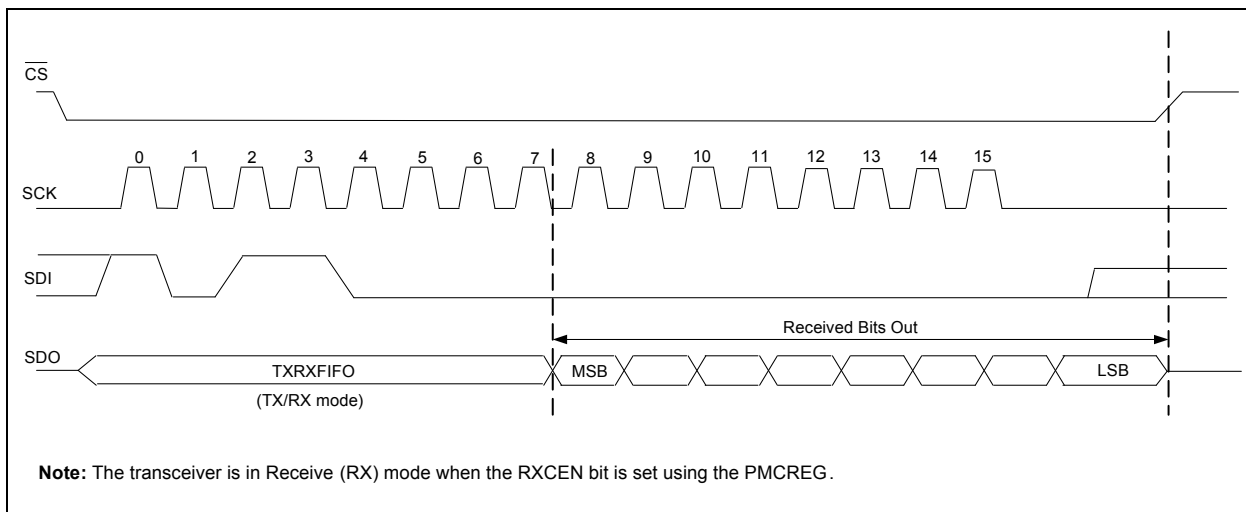 CS
0 1 2 3 4 5 6 7 8 9 10 11 12 13 14 15
SCK
SDI
Received Bits Out
SDO
TXRXFIFO MSB LSB
(TX/RX mode)
Note: The transceiver is in Receive (RX) mode when the RXCEN bit is set using the PMCREG.